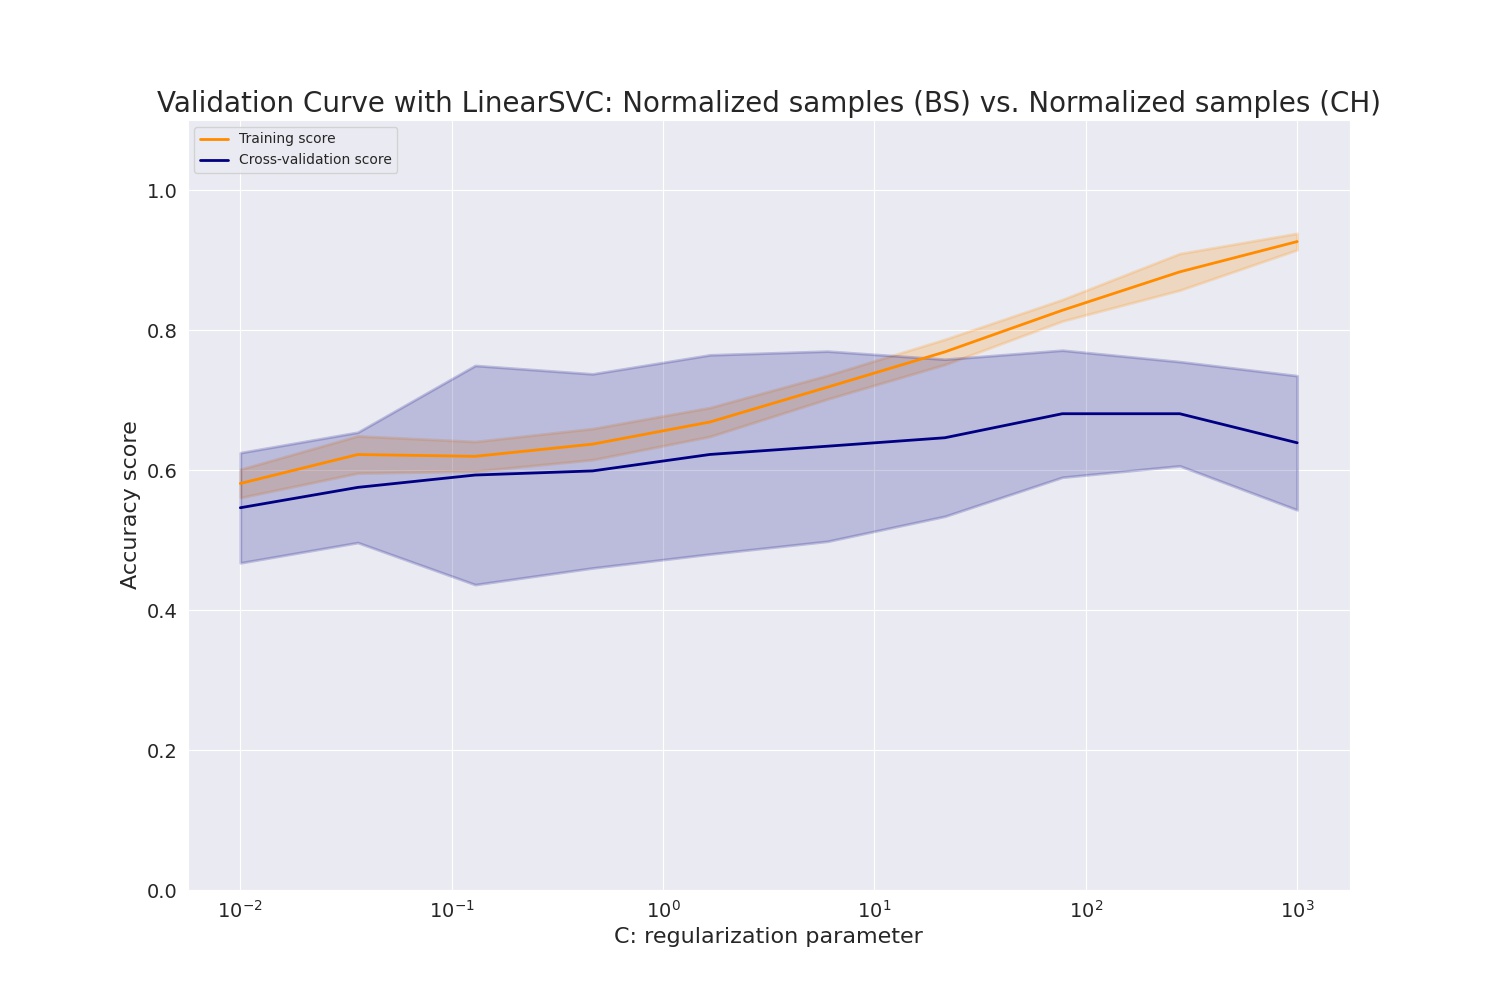 Validation Curve with LinearSVC: Normalized samples (BS) vs. Normalized samples (CH)
Training score
Cross-validation score
1.0
0.8
0.6
0.4
0.2
0.0
Accuracy score
10⁻² 10⁻¹ 10⁰ 10¹ 10² 10³
C: regularization parameter